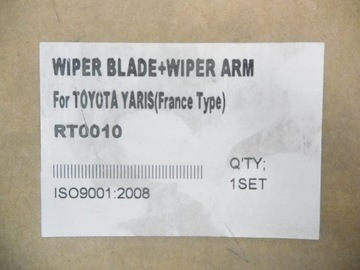 WIPER BLADE+WIPER ARM
For TOYOTA YARIS(France Type)
RT0010
Q'TY;
1SET
ISO9001:2008